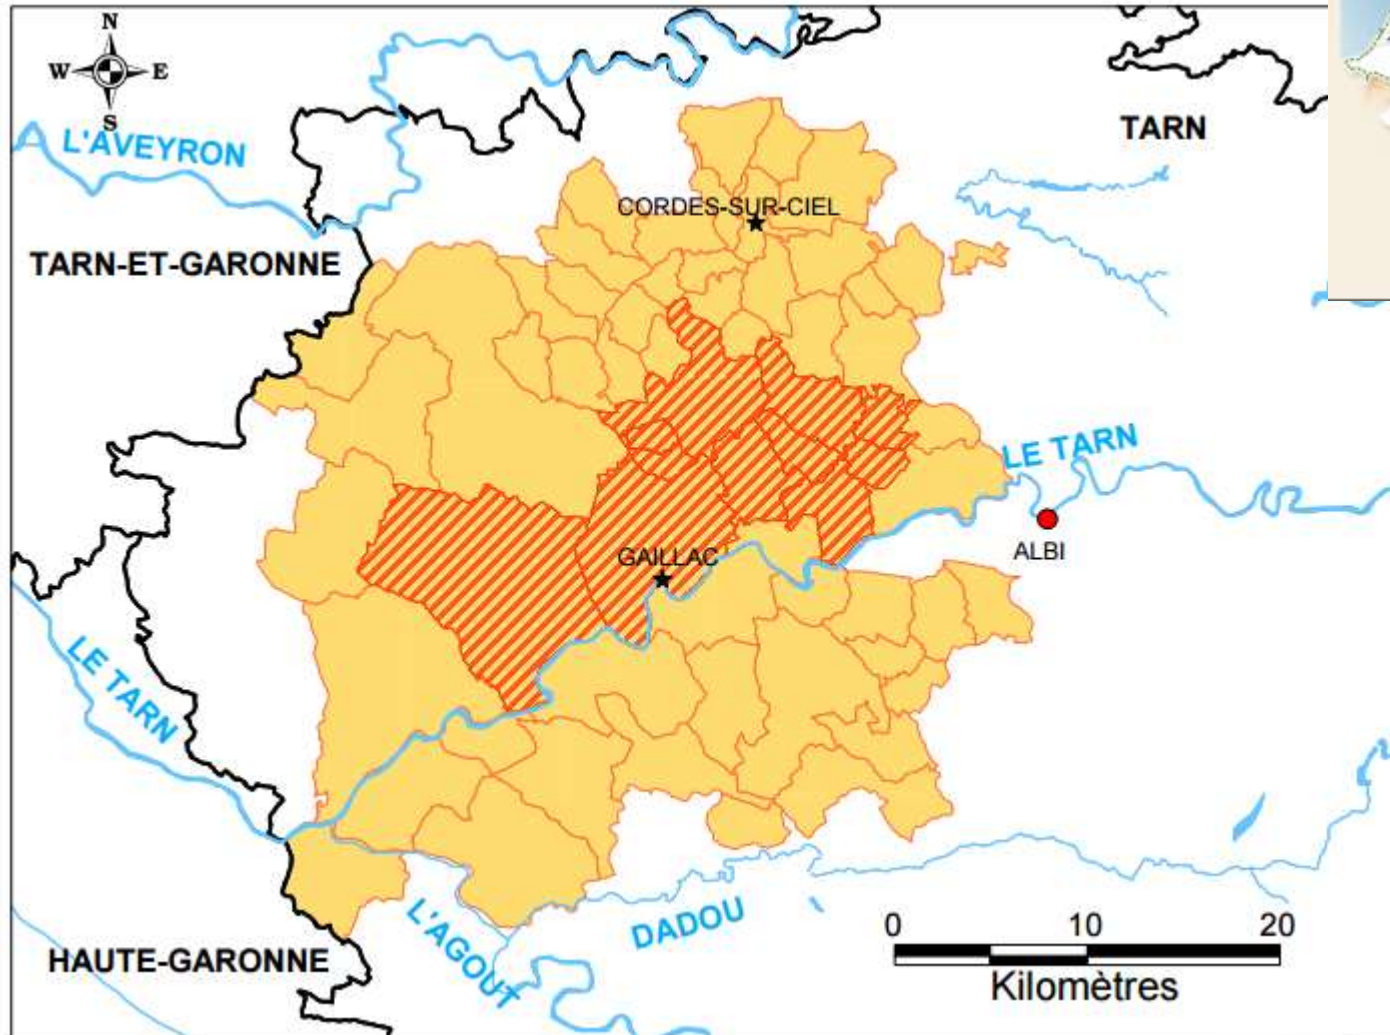 N
W E
S
L'AVEYRON
TARN
CORDES-SUR-CIEL
TARN-ET-GARONNE
LE TARN
ALBI
GAILLAC
LE TARN
L'AGOUT
DADOU
HAUTE-GARONNE
0 10 20
Kilomètres